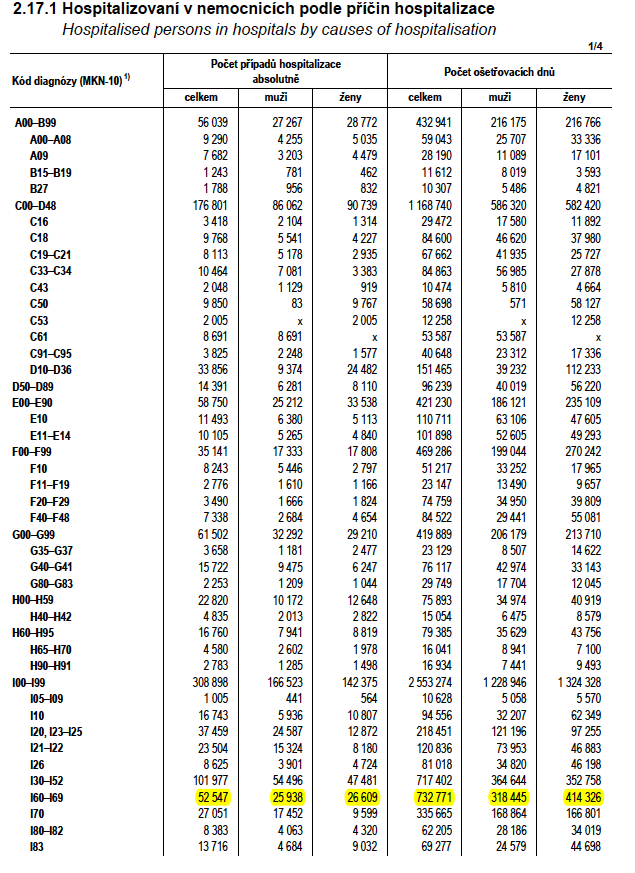 2.17.1 Hospitalizovaní v nemocnicích podle příčin hospitalizace
Hospitalised persons in hospitals by causes of hospitalisation
1/4
Kód diagnózy (MKN-10) 1) Počet případů hospitalizace absolutně Počet ošetřovacích dnů
celkem muži ženy celkem muži ženy
A00–B99 56 039 27 267 28 772 432 941 216 175 216 766
A00–A08 9 290 4 255 5 035 59 043 25 707 33 336
A09 7 682 3 203 4 479 28 190 11 089 17 101
B15–B19 1 243 781 462 11 612 8 019 3 593
B27 1 788 956 832 10 307 5 486 4 821
C00–D48 176 801 86 062 90 739 1 168 740 586 320 582 420
C16 3 418 2 104 1 314 29 472 17 580 11 892
C18 9 768 5 541 4 227 84 600 46 620 37 980
C19–C21 8 113 5 178 2 935 67 662 41 935 25 727
C33–C34 10 464 7 081 3 383 84 863 56 985 27 878
C43 2 048 1 129 919 10 474 5 810 4 664
C50 9 850 83 9 767 58 698 571 58 127
C53 2 005 x 2 005 12 258 x 12 258
C61 8 691 8 691 x 53 587 53 587 x
C91–C95 3 825 2 248 1 577 40 648 23 312 17 336
D10–D36 33 856 9 374 24 482 151 465 39 232 112 233
D50–D89 14 391 6 281 8 110 96 239 40 019 56 220
E00–E90 58 750 25 212 33 538 421 230 186 121 235 109
E10 11 493 6 380 5 113 110 711 63 106 47 605
E11–E14 10 105 5 265 4 840 101 898 52 605 49 293
F00–F99 35 141 17 333 17 808 469 286 199 044 270 242
F10 8 243 5 446 2 797 51 217 33 252 17 965
F11–F19 2 776 1 610 1 166 23 147 13 490 9 657
F20–F29 3 490 1 666 1 824 74 759 34 950 39 809
F40–F48 7 338 2 684 4 654 84 522 29 441 55 081
G00–G99 61 502 32 292 29 210 419 889 206 179 213 710
G35–G37 3 658 1 181 2 477 23 129 8 507 14 622
G40–G41 15 722 9 475 6 247 76 117 42 974 33 143
G80–G83 2 253 1 209 1 044 29 749 17 704 12 045
H00–H59 22 820 10 172 12 648 75 893 34 974 40 919
H40–H42 4 835 2 013 2 822 15 054 6 475 8 579
H60–H95 16 760 7 941 8 819 79 385 35 629 43 756
H65–H70 4 580 2 602 1 978 16 041 8 941 7 100
H90–H91 2 783 1 285 1 498 16 934 7 441 9 493
I00–I99 308 898 166 523 142 375 2 553 274 1 228 946 1 324 328
I05–I09 1 005 441 564 10 628 5 058 5 570
I10 16 743 5 936 10 807 94 556 32 207 62 349
I20, I23–I25 37 459 24 587 12 872 218 451 121 196 97 255
I21–I22 23 504 15 324 8 180 120 836 73 953 46 883
I26 8 625 3 901 4 724 81 018 34 820 46 198
I30–I52 101 977 54 496 47 481 717 402 364 644 352 758
I60–I69 52 547 25 938 26 609 732 771 318 445 414 326
I70 27 051 17 452 9 599 335 665 168 864 166 801
I80–I82 8 383 4 063 4 320 62 205 28 186 34 019
I83 13 716 4 684 9 032 69 277 24 579 44 698